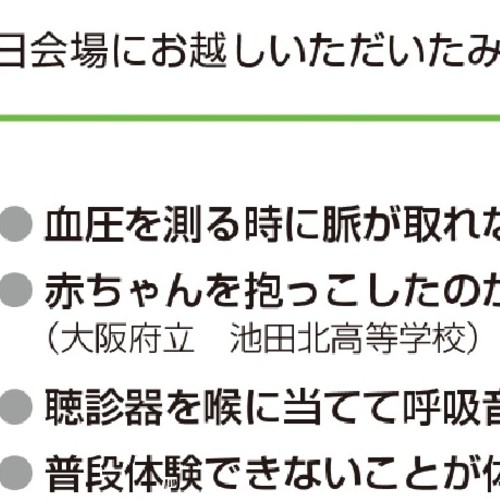 日会場にお越しいただいたみ
● 血圧を測る時に脈が取れな
● 赤ちゃんを抱っこしたのが
（大阪府立　池田北高等学校）
● 聴診器を喉に当てて呼吸音
● 普段体験できないことが体